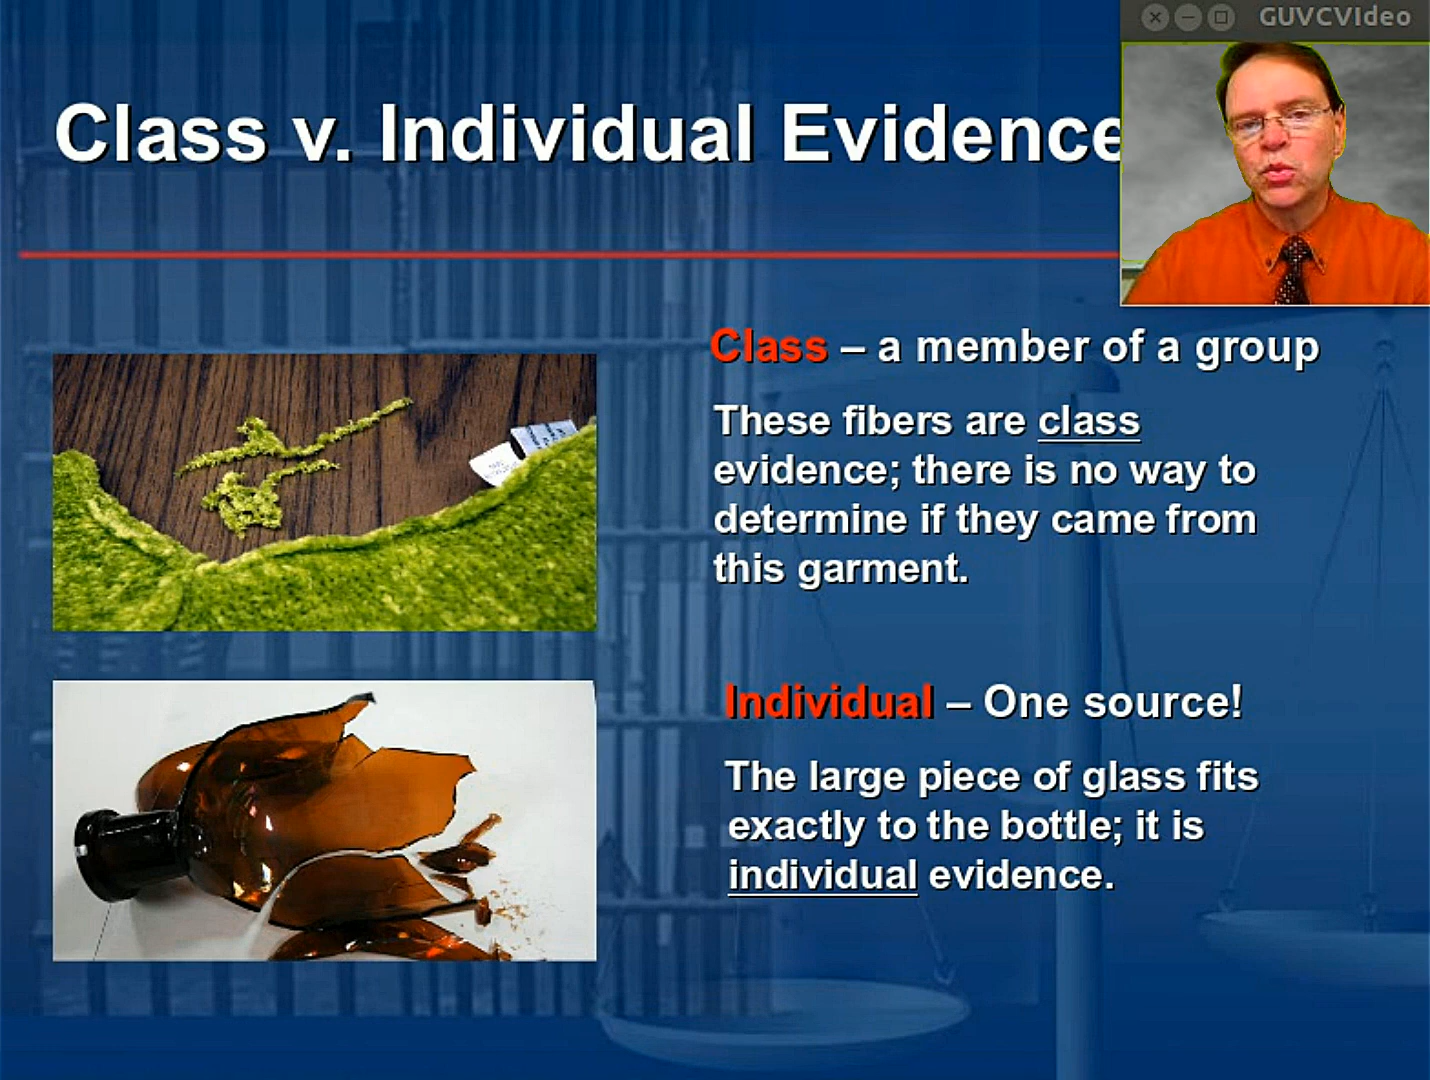 GUVCVIdeo
Class v. Individual Evidence
Class – a member of a group
These fibers are class
evidence; there is no way to
determine if they came from
this garment.
Individual – One source!
The large piece of glass fits
exactly to the bottle; it is
individual evidence.